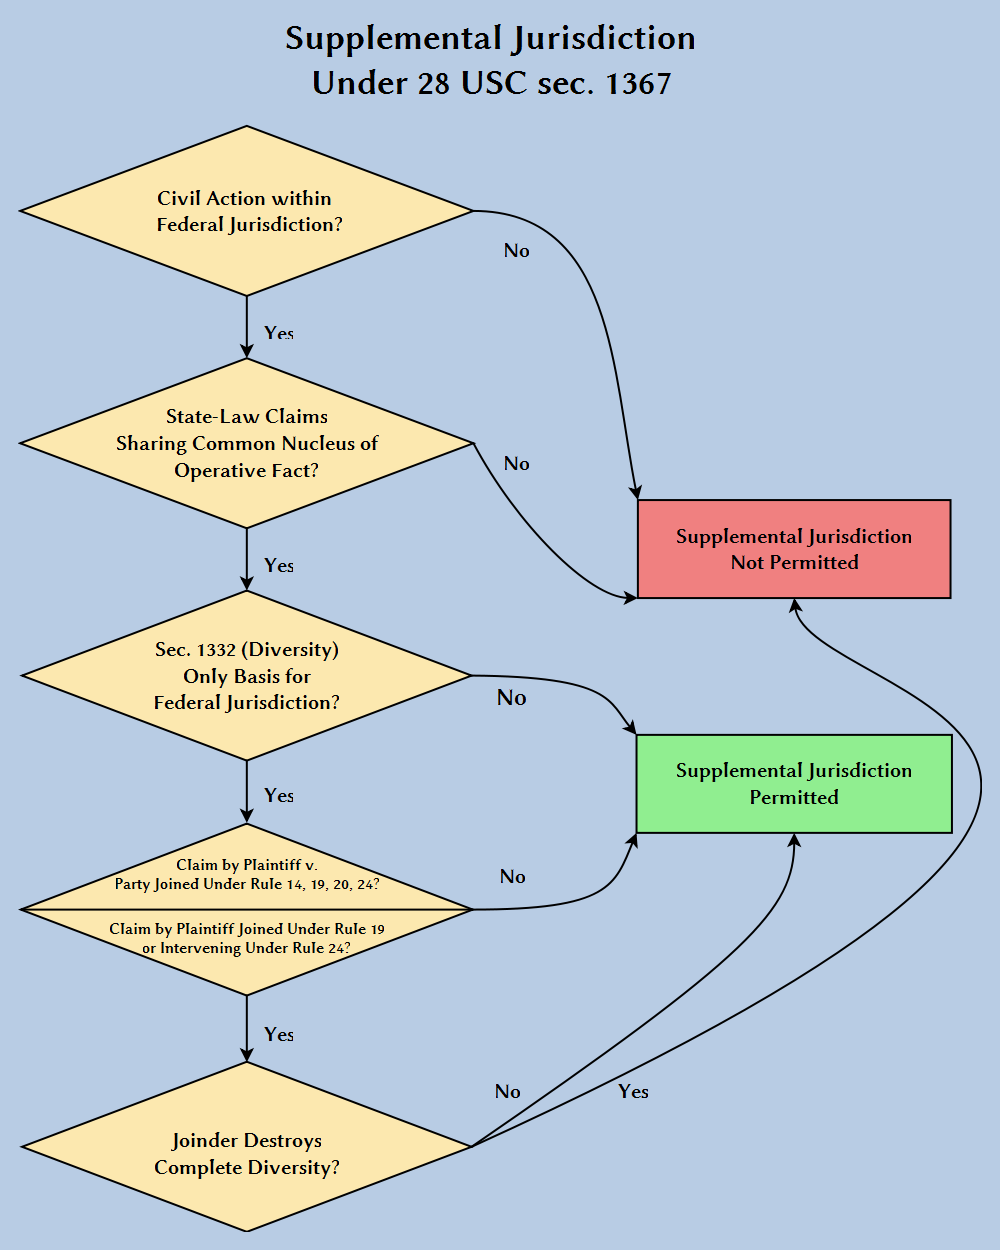 Supplemental Jurisdiction
Under 28 USC sec. 1367
Civil Action within
Federal Jurisdiction?
No
Yes
State-Law Claims
Sharing Common Nucleus of
Operative Fact?
No
Supplemental Jurisdiction
Not Permitted
Yes
Sec. 1332 (Diversity)
Only Basis for
Federal Jurisdiction?
No
Supplemental Jurisdiction
Permitted
Yes
Claim by Plaintiff v.
Party Joined Under Rule 14, 19, 20, 24?
No
Claim by Plaintiff Joined Under Rule 19
or Intervening Under Rule 24?
Yes
No
Yes
Joinder Destroys
Complete Diversity?